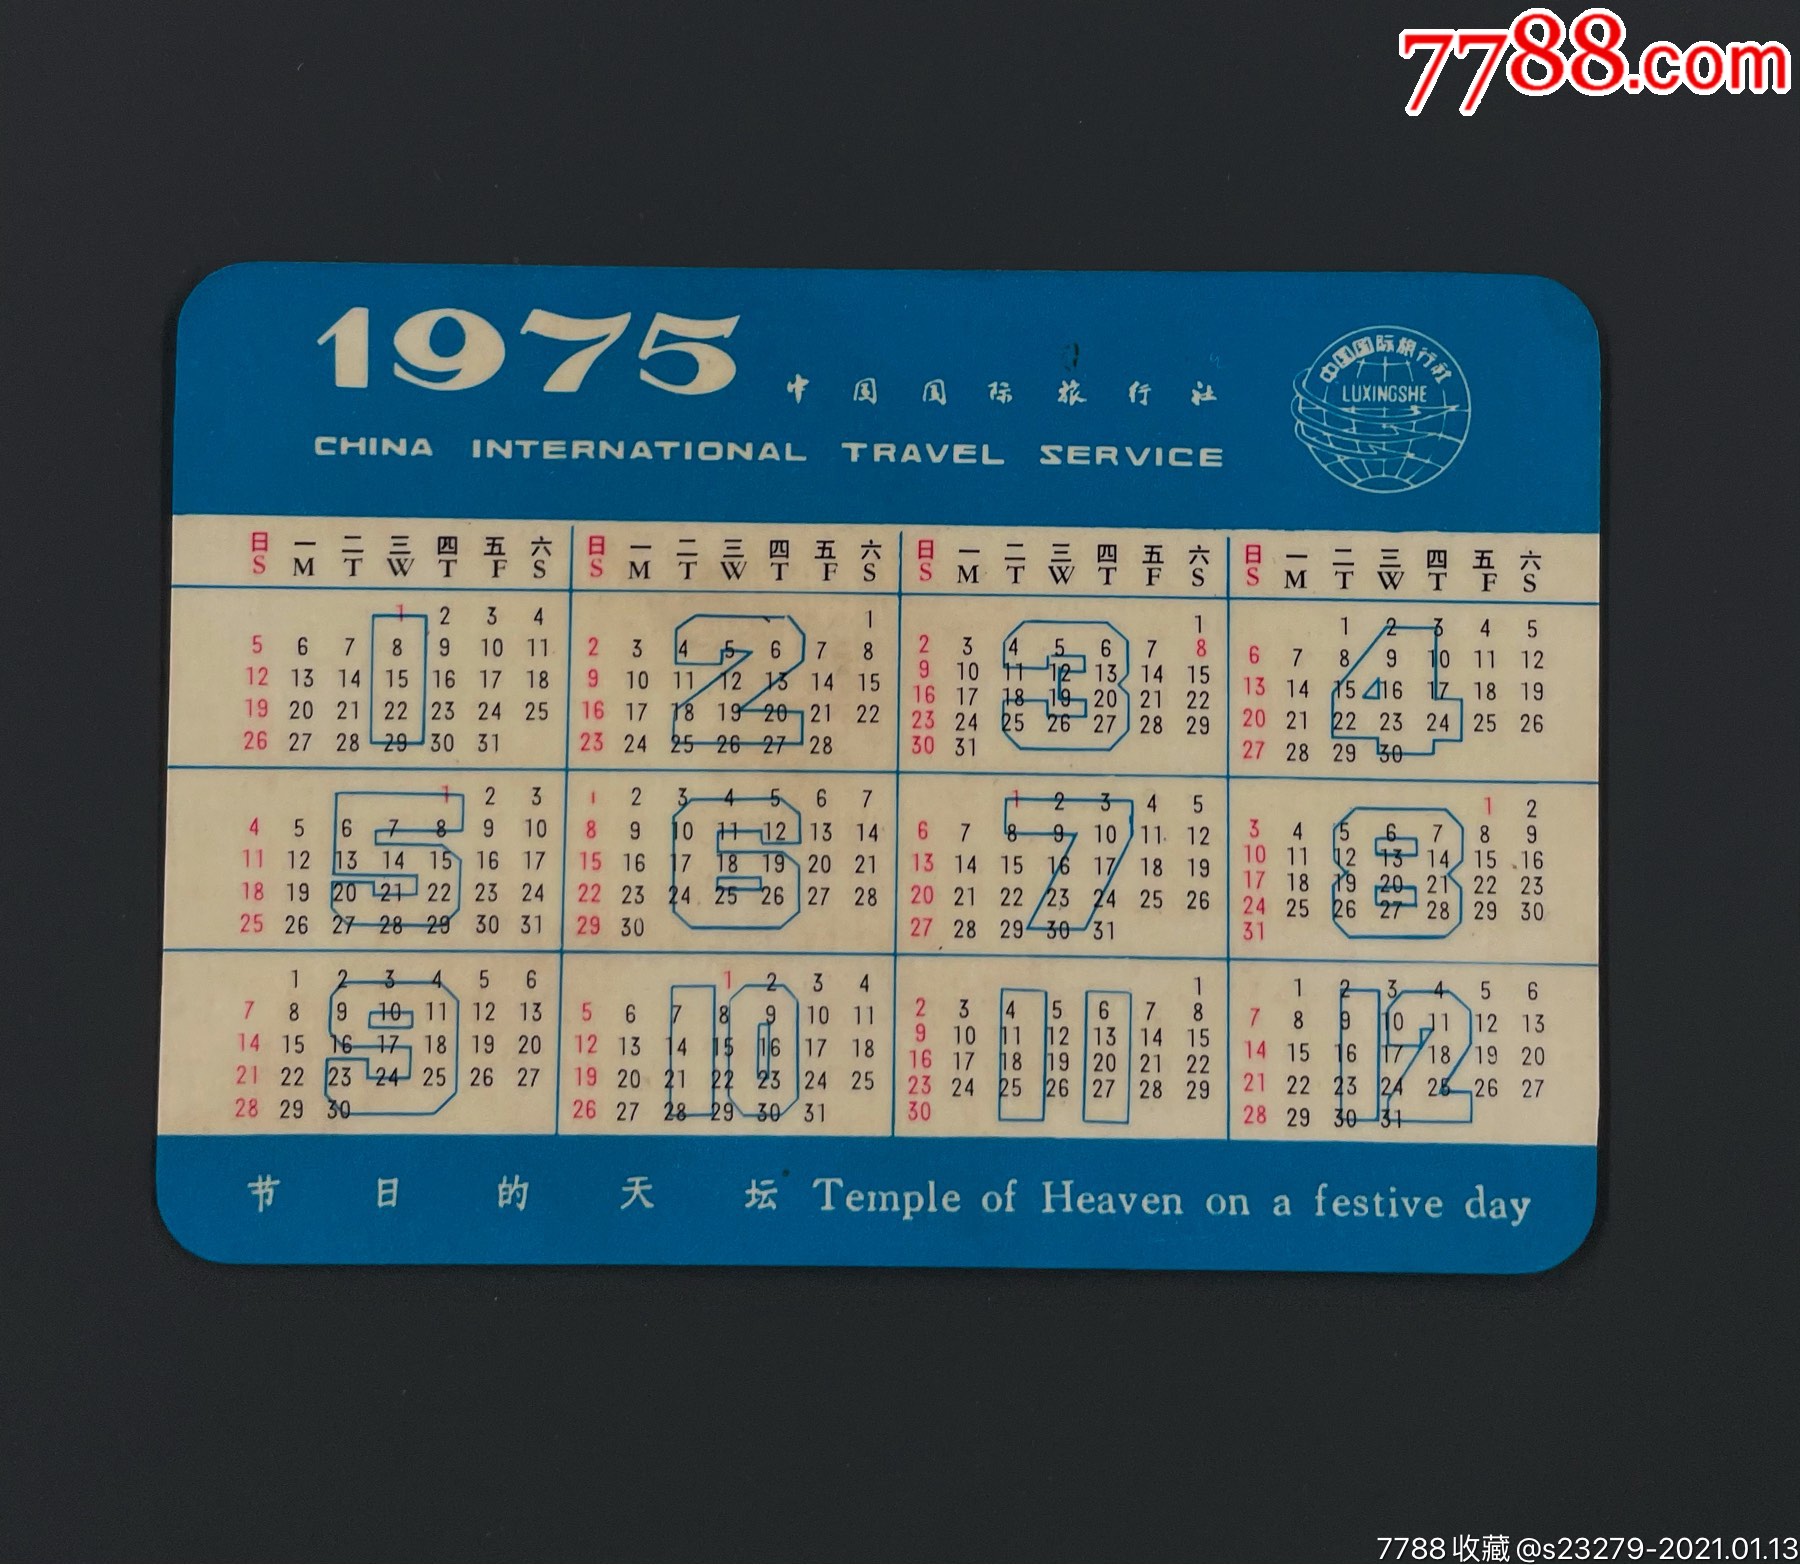 7788.com
1975
中国国际旅行社
CHINA INTERNATIONAL TRAVEL SERVICE
中国国际旅行社
LUXINGSHE
日 一 二 三 四 五 六 日 一 二 三 四 五 六 日 一 二 三 四 五 六 日 一 二 三 四 五 六
S M T W T F S S M T W T F S S M T W T F S S M T W T F S
1
1 2 3 4
5 6 7 8 9 10 11
12 13 14 15 16 17 18
19 20 21 22 23 24 25
26 27 28 29 30 31
2
1
2 3 4 5 6 7 8
9 10 11 12 13 14 15
16 17 18 19 20 21 22
23 24 25 26 27 28
3
1
2 3 4 5 6 7 8
9 10 11 12 13 14 15
16 17 18 19 20 21 22
23 24 25 26 27 28 29
30 31
4
1 2 3 4 5
6 7 8 9 10 11 12
13 14 15 16 17 18 19
20 21 22 23 24 25 26
27 28 29 30
5
1 2 3
4 5 6 7 8 9 10
11 12 13 14 15 16 17
18 19 20 21 22 23 24
25 26 27 28 29 30 31
6
1 2 3 4 5 6 7
8 9 10 11 12 13 14
15 16 17 18 19 20 21
22 23 24 25 26 27 28
29 30
7
1 2 3 4 5
6 7 8 9 10 11 12
13 14 15 16 17 18 19
20 21 22 23 24 25 26
27 28 29 30 31
8
1 2
3 4 5 6 7 8 9
10 11 12 13 14 15 16
17 18 19 20 21 22 23
24 25 26 27 28 29 30
31
9
1 2 3 4 5 6
7 8 9 10 11 12 13
14 15 16 17 18 19 20
21 22 23 24 25 26 27
28 29 30
10
1 2 3 4
5 6 7 8 9 10 11
12 13 14 15 16 17 18
19 20 21 22 23 24 25
26 27 28 29 30 31
11
1
2 3 4 5 6 7 8
9 10 11 12 13 14 15
16 17 18 19 20 21 22
23 24 25 26 27 28 29
30
12
1 2 3 4 5 6
7 8 9 10 11 12 13
14 15 16 17 18 19 20
21 22 23 24 25 26 27
28 29 30 31
节日的天坛 Temple of Heaven on a festive day
7788收藏@s23279-2021.01.13